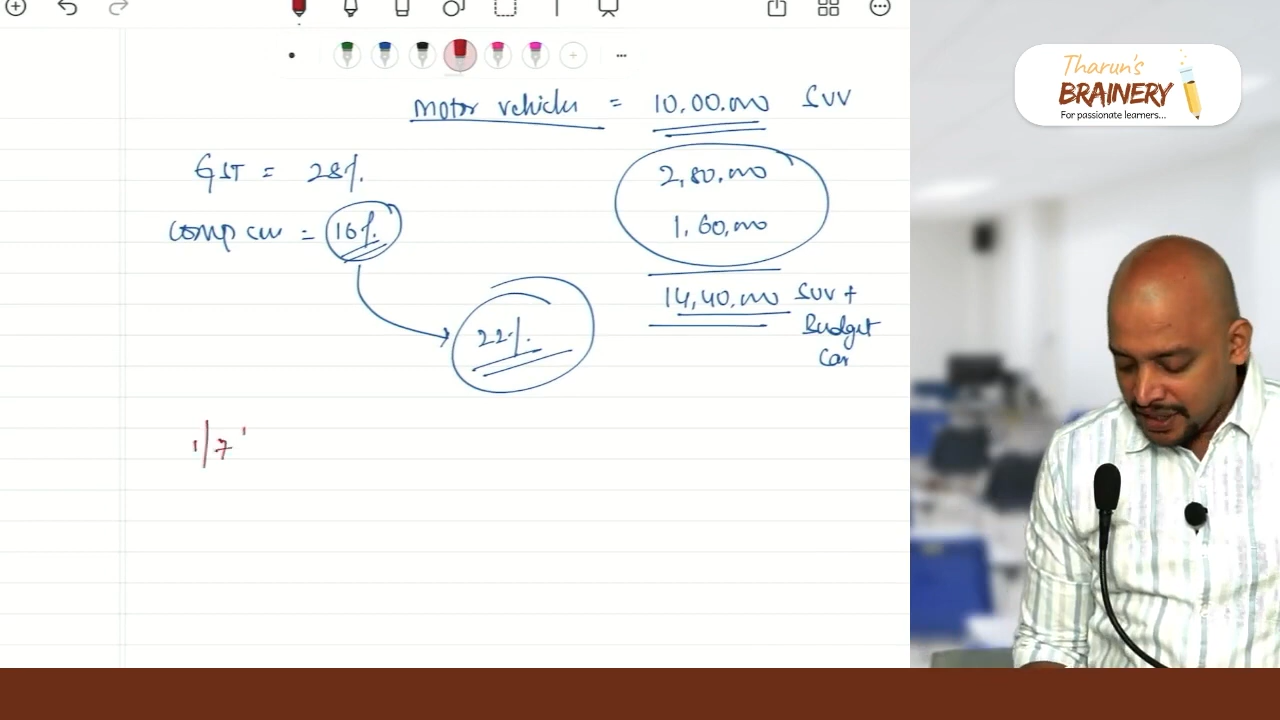 motor vehicles = 10,00,000 SUV
GST = 28%. 2,80,000
comp cess = 16%. 1,60,000
14,40,000 SUV +
22%. Budget
Car
1/7
Tharun's
BRAINERY
For passionate learners...